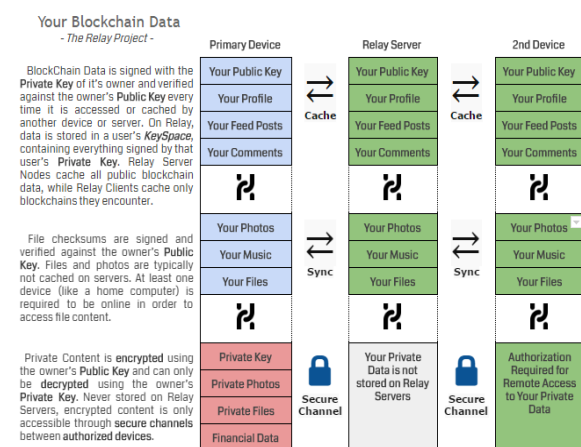 Your Blockchain Data
- The Relay Project -
BlockChain Data is signed with the
Private Key of it's owner and verified
against the owner's Public Key every
time it is accessed or cached by
another device or server. On Relay,
data is stored in a user's KeySpace,
containing everything signed by that
user's Private Key. Relay Server
Nodes cache all public blockchain
data, while Relay Clients cache only
blockchains they encounter.
File checksums are signed and
verified against the owner's Public
Key. Files and photos are typically
not cached on servers. At least one
device (like a home computer) is
required to be online in order to
access file content.
Private Content is encrypted using
the owner's Public Key and can only
be decrypted using the owner's
Private Key. Never stored on Relay
Servers, encrypted content is only
accessible through secure channels
between authorized devices.
Primary Device
Your Public Key
Your Profile
Your Feed Posts
Your Comments
Your Photos
Your Music
Your Files
Private Key
Private Photos
Private Files
Financial Data
Cache
Sync
Secure
Channel
Relay Server
Your Public Key
Your Profile
Your Feed Posts
Your Comments
Your Photos
Your Music
Your Files
Your Private
Data is not
stored on Relay
Servers
Cache
Sync
Secure
Channel
2nd Device
Your Public Key
Your Profile
Your Feed Posts
Your Comments
Your Photos
Your Music
Your Files
Authorization
Required for
Remote Access
to Your Private
Data